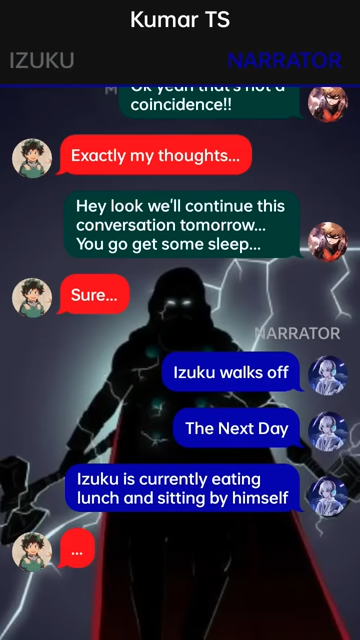 Kumar TS
IZUKU
NARRATOR
Ok yeah that's not a
coincidence!!
Exactly my thoughts...
Hey look we'll continue this
conversation tomorrow...
You go get some sleep...
Sure...
NARRATOR
Izuku walks off
The Next Day
Izuku is currently eating
lunch and sitting by himself
...